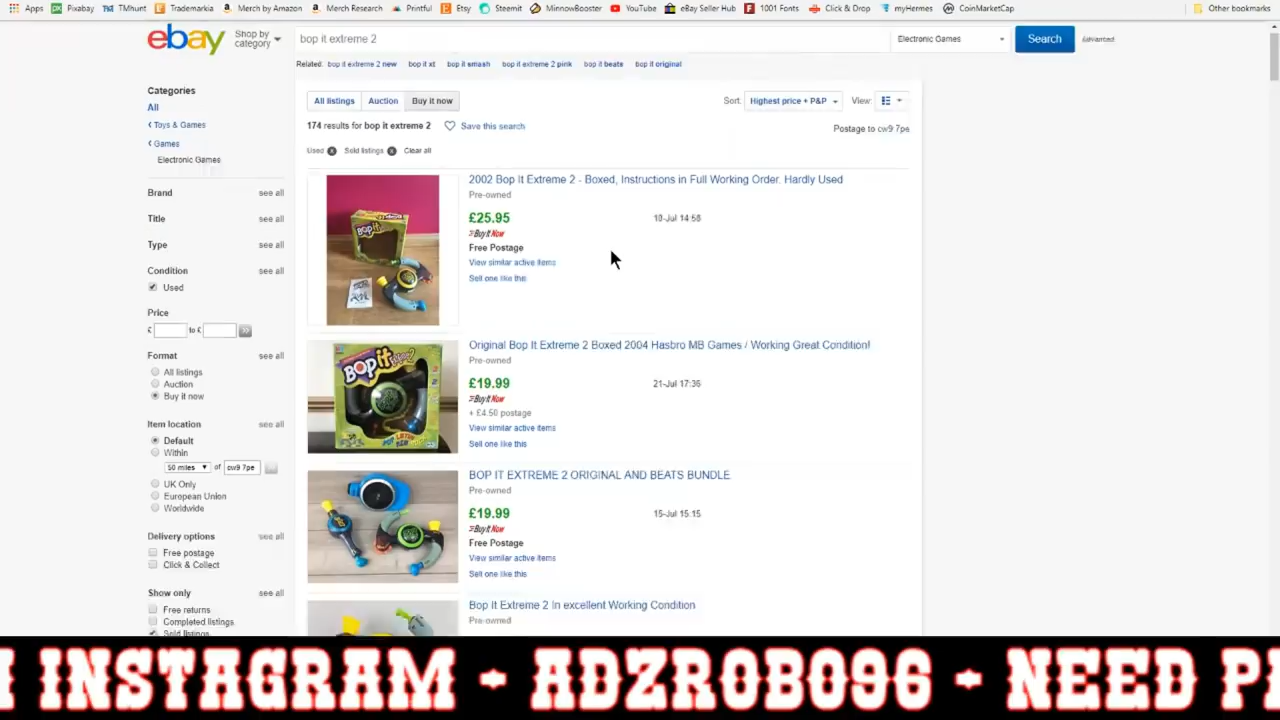 Apps Pixabay TMhunt Trademarkia Merch by Amazon Merch Research Printful Etsy Steemit MinnowBooster YouTube eBay Seller Hub 1001 Fonts Click & Drop myHermes CoinMarketCap Other bookmarks
ebay Shop by category bop it extreme 2 Electronic Games Search Advanced
Related: bop it extreme 2 new bop it xt bop it smash bop it extreme 2 pink bop it beats bop it original
Categories
All
Toys & Games
Games
Electronic Games
Brand see all
Title see all
Type see all
Condition see all
Used
Price
£ to £ >>
Format see all
All listings
Auction
Buy it now
Item location see all
Default
Within
50 miles of cw9 7pe
UK Only
European Union
Worldwide
Delivery options see all
Free postage
Click & Collect
Show only see all
Free returns
Completed listings
Sold listings
All listings Auction Buy it now Sort: Highest price + P&P View:
174 results for bop it extreme 2 Save this search Postage to cw9 7pe
Used Sold listings Clear all
2002 Bop It Extreme 2 - Boxed, Instructions in Full Working Order. Hardly Used
Pre-owned
£25.95 18-Jul 14:58
Buy It Now
Free Postage
View similar active items
Sell one like this
Bop it
Original Bop It Extreme 2 Boxed 2004 Hasbro MB Games / Working Great Condition!
Pre-owned
£19.99 21-Jul 17:36
Buy It Now
+ £4.50 postage
View similar active items
Sell one like this
Bop it
BOP IT EXTREME 2 ORIGINAL AND BEATS BUNDLE
Pre-owned
£19.99 15-Jul 15:15
Buy It Now
Free Postage
View similar active items
Sell one like this
Bop It Extreme 2 In excellent Working Condition
Pre-owned
INSTAGRAM - ADZROBO96 - NEED